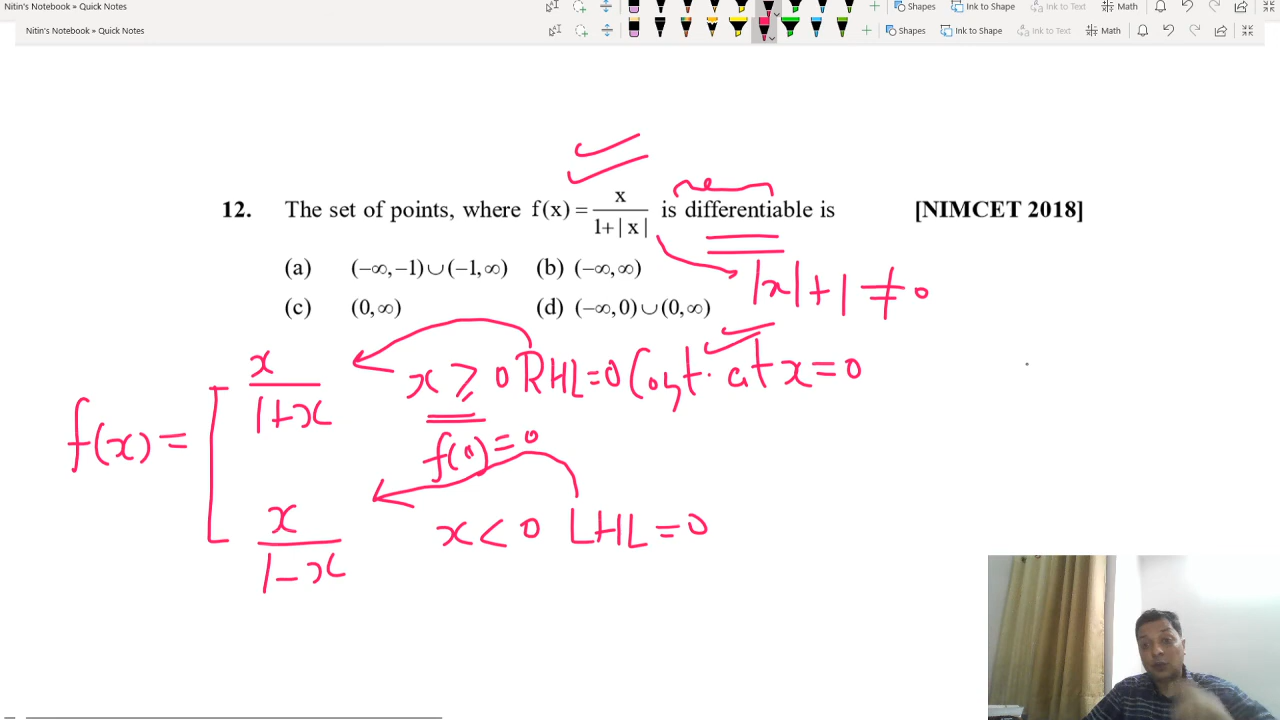 Nitin's Notebook » Quick Notes
Shapes Ink to Shape Ink to Text Math
Nitin's Notebook » Quick Notes
Shapes Ink to Shape Ink to Text Math
12. The set of points, where f(x) = x / 1+|x| is differentiable is [NIMCET 2018]
(a) (−∞, −1) ∪ (−1, ∞) (b) (−∞, ∞)
(c) (0, ∞) (d) (−∞, 0) ∪ (0, ∞)
|x| + 1 ≠ 0
f(x) = [ x / 1+x x ≥ 0 RHL = 0 Cont. at x = 0
f(0) = 0
x / 1−x x < 0 LHL = 0